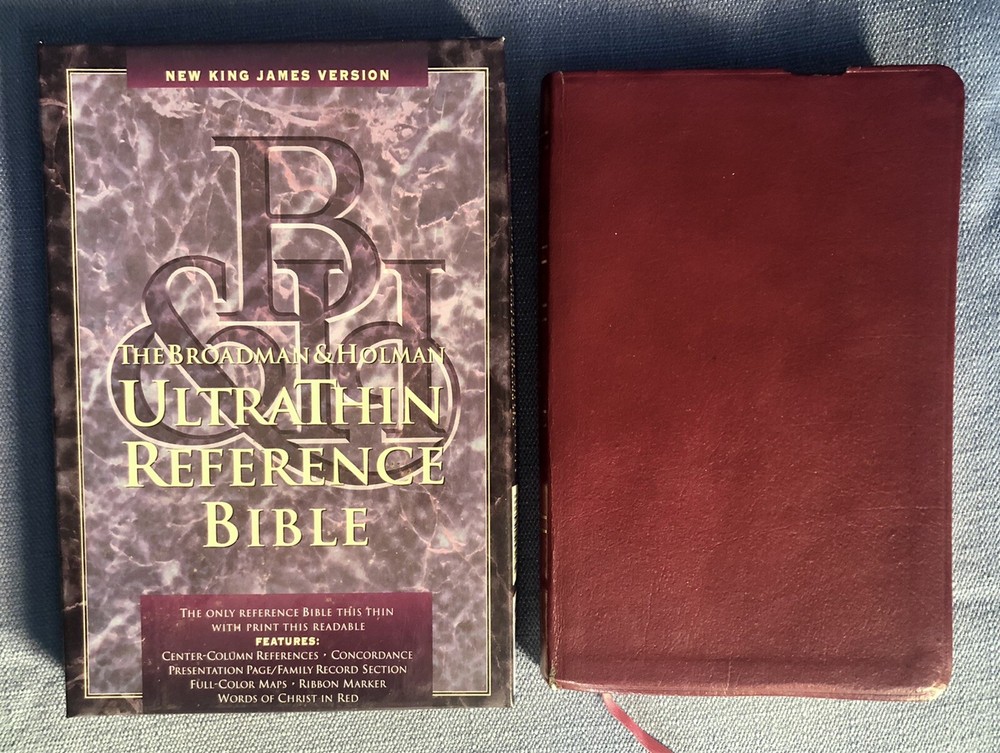 NEW KING JAMES VERSION
B&H
THE BROADMAN & HOLMAN
ULTRATHIN
REFERENCE
BIBLE
THE ONLY REFERENCE BIBLE THIS THIN
WITH PRINT THIS READABLE
FEATURES:
CENTER-COLUMN REFERENCES · CONCORDANCE
PRESENTATION PAGE/FAMILY RECORD SECTION
FULL-COLOR MAPS · RIBBON MARKER
WORDS OF CHRIST IN RED